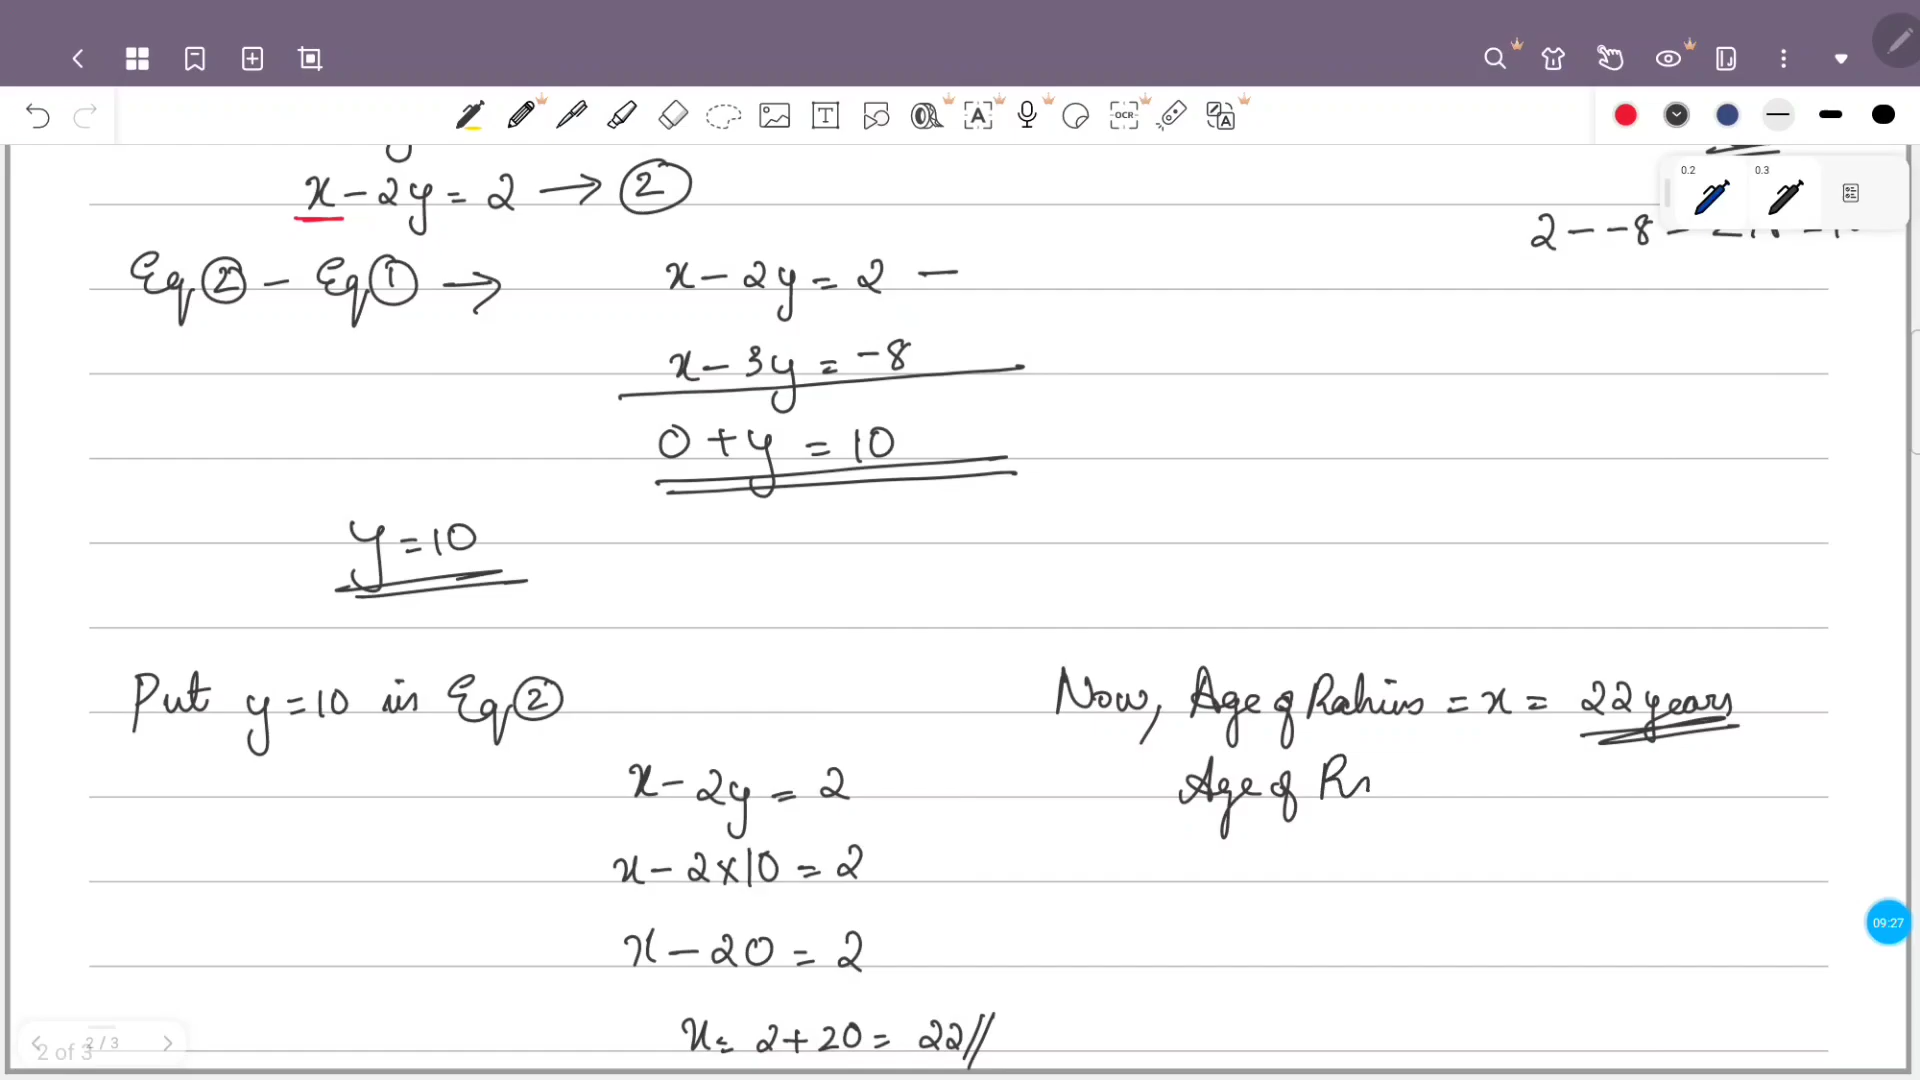 x - 2y = 2 → ②
2 - - 8
Eq ② - Eq ① →
x - 2y = 2 -
x - 3y = -8
0 + y = 10
y = 10
Put y = 10 in Eq ②
x - 2y = 2
x - 2×10 = 2
x - 20 = 2
x = 2 + 20 = 22//
Now, Age of Rahim = x = 22 years
Age of
0.2
0.3
OCR
09:27
2 of 3
2 / 3